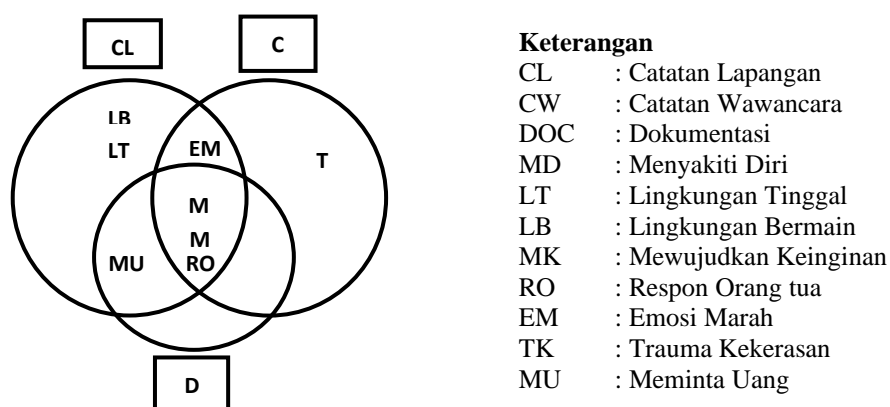 CL
C
LB
LT
EM
T
M
M
MU
RO
D
Keterangan
CL : Catatan Lapangan
CW : Catatan Wawancara
DOC : Dokumentasi
MD : Menyakiti Diri
LT : Lingkungan Tinggal
LB : Lingkungan Bermain
MK : Mewujudkan Keinginan
RO : Respon Orang tua
EM : Emosi Marah
TK : Trauma Kekerasan
MU : Meminta Uang